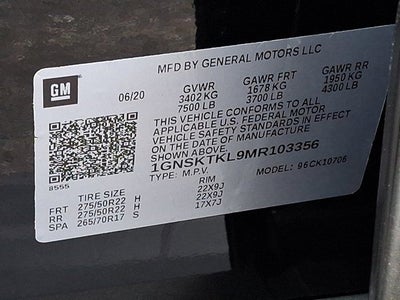 GM
MFD BY GENERAL MOTORS LLC
06/20 GVWR GAWR FRT GAWR RR
3402 KG 1678 KG 1950 KG
7500 LB 3700 LB 4300 LB
THIS VEHICLE CONFORMS TO ALL
APPLICABLE U.S. FEDERAL MOTOR
VEHICLE SAFETY STANDARDS IN EFFECT
ON THE DATE OF MANUFACTURE
SHOWN ABOVE.
1GNSKTKL9MR103356
8555 TYPE: M.P.V. MODEL: 96CK10706
TIRE SIZE RIM
FRT 275/50R22 H 22X9J
RR 275/50R22 H 22X9J
SPA 265/70R17 S 17X7J